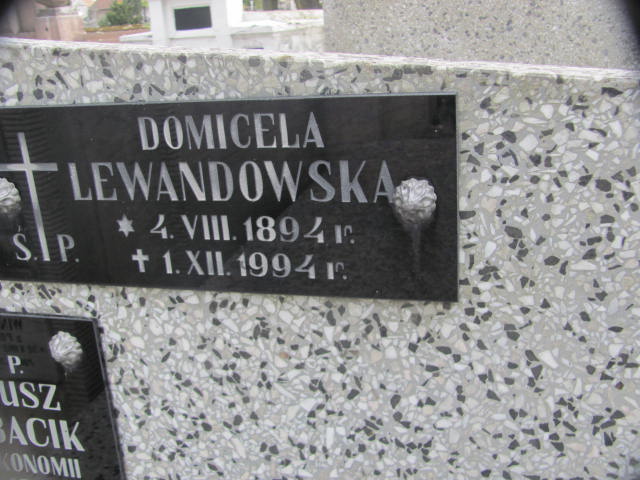 DOMICELA
LEWANDOWSKA
* 4. VIII. 1894 r.
✝ 1. XII. 1994 r.
Ś. P.
P.
USZ
BACIK
KONOMII